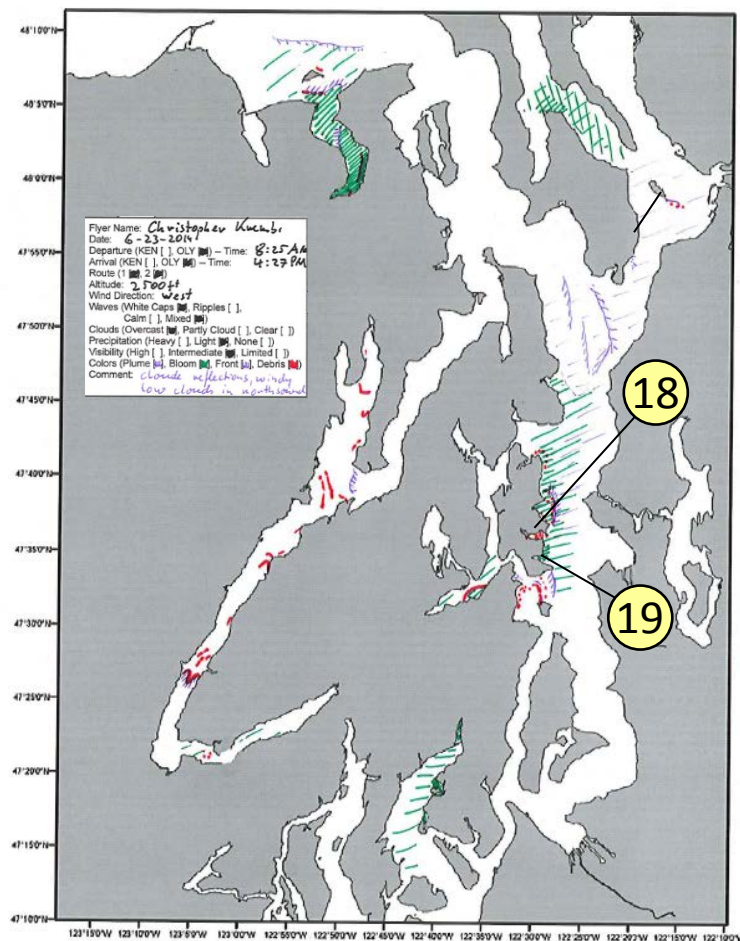 48°10'0"N
48°5'0"N
48°0'0"N
47°55'0"N
47°50'0"N
47°45'0"N
47°40'0"N
47°35'0"N
47°30'0"N
47°25'0"N
47°20'0"N
47°15'0"N
47°10'0"N
Flyer Name: Christopher
Date: 6-23-2014
Departure (KEN [ ], OLY [ ]) – Time: 8:25 AM
Arrival (KEN [ ], OLY [ ]) – Time: 4:27 PM
Route (1 [ ], 2 [ ])
Altitude: 2500ft
Wind Direction: West
Waves (White Caps [ ], Ripples [ ],
Calm [ ], Mixed [ ])
Clouds (Overcast [ ], Partly Cloud [ ], Clear [ ])
Precipitation (Heavy [ ], Light [ ], None [ ])
Visibility (High [ ], Intermediate [ ], Limited [ ])
Colors (Plume [ ], Bloom [ ], Front [ ], Debris [ ])
Comment: clouds reflections, windy
low clouds in north sound
18
19
123°15'0"W 123°10'0"W 123°5'0"W 123°0'0"W 122°55'0"W 122°50'0"W 122°45'0"W 122°40'0"W 122°35'0"W 122°30'0"W 122°25'0"W 122°20'0"W 122°15'0"W 122°10'0"W